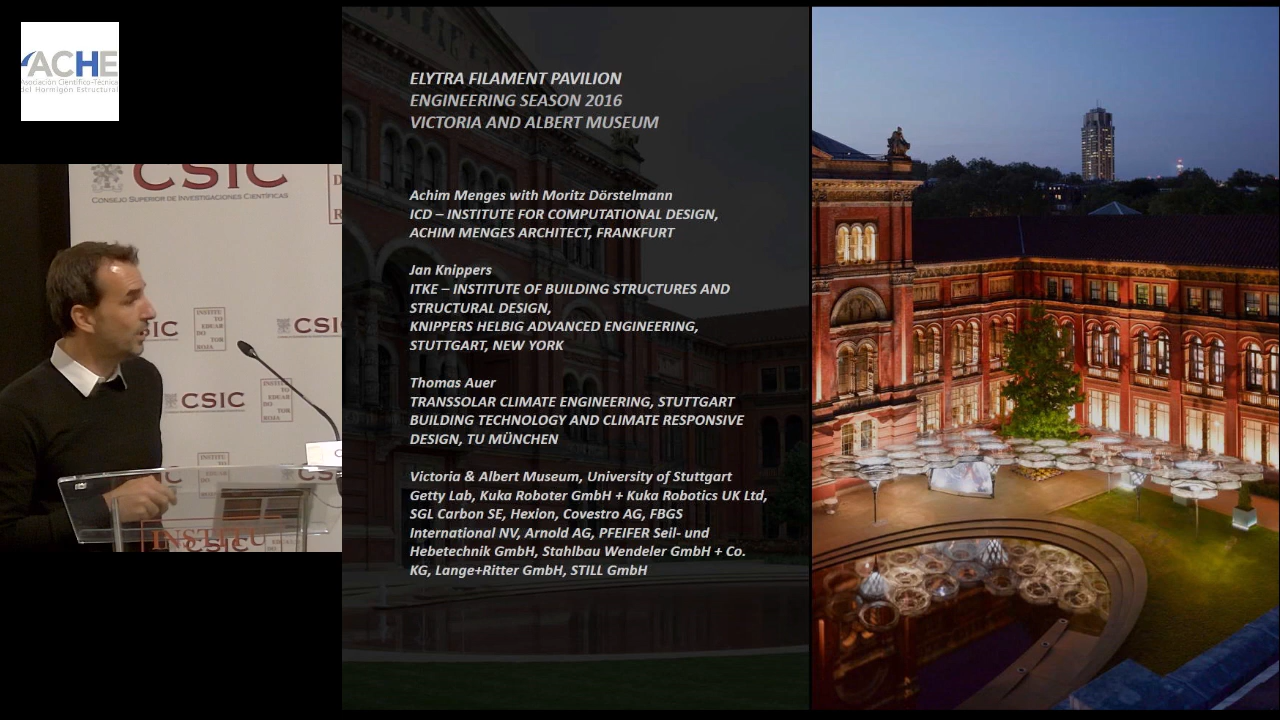 ACHE
Asociación Científico-Técnica
del Hormigón Estructural
CSIC
CONSEJO SUPERIOR DE INVESTIGACIONES CIENTÍFICAS
CSIC
CSIC
INSTITU
CSIC
ELYTRA FILAMENT PAVILION
ENGINEERING SEASON 2016
VICTORIA AND ALBERT MUSEUM
Achim Menges with Moritz Dörstelmann
ICD – INSTITUTE FOR COMPUTATIONAL DESIGN,
ACHIM MENGES ARCHITECT, FRANKFURT
Jan Knippers
ITKE – INSTITUTE OF BUILDING STRUCTURES AND
STRUCTURAL DESIGN,
KNIPPERS HELBIG ADVANCED ENGINEERING,
STUTTGART, NEW YORK
Thomas Auer
TRANSSOLAR CLIMATE ENGINEERING, STUTTGART
BUILDING TECHNOLOGY AND CLIMATE RESPONSIVE
DESIGN, TU MÜNCHEN
Victoria & Albert Museum, University of Stuttgart
Getty Lab, Kuka Roboter GmbH + Kuka Robotics UK Ltd,
SGL Carbon SE, Hexion, Covestro AG, FBGS
International NV, Arnold AG, PFEIFER Seil- und
Hebetechnik GmbH, Stahlbau Wendeler GmbH + Co.
KG, Lange+Ritter GmbH, STILL GmbH